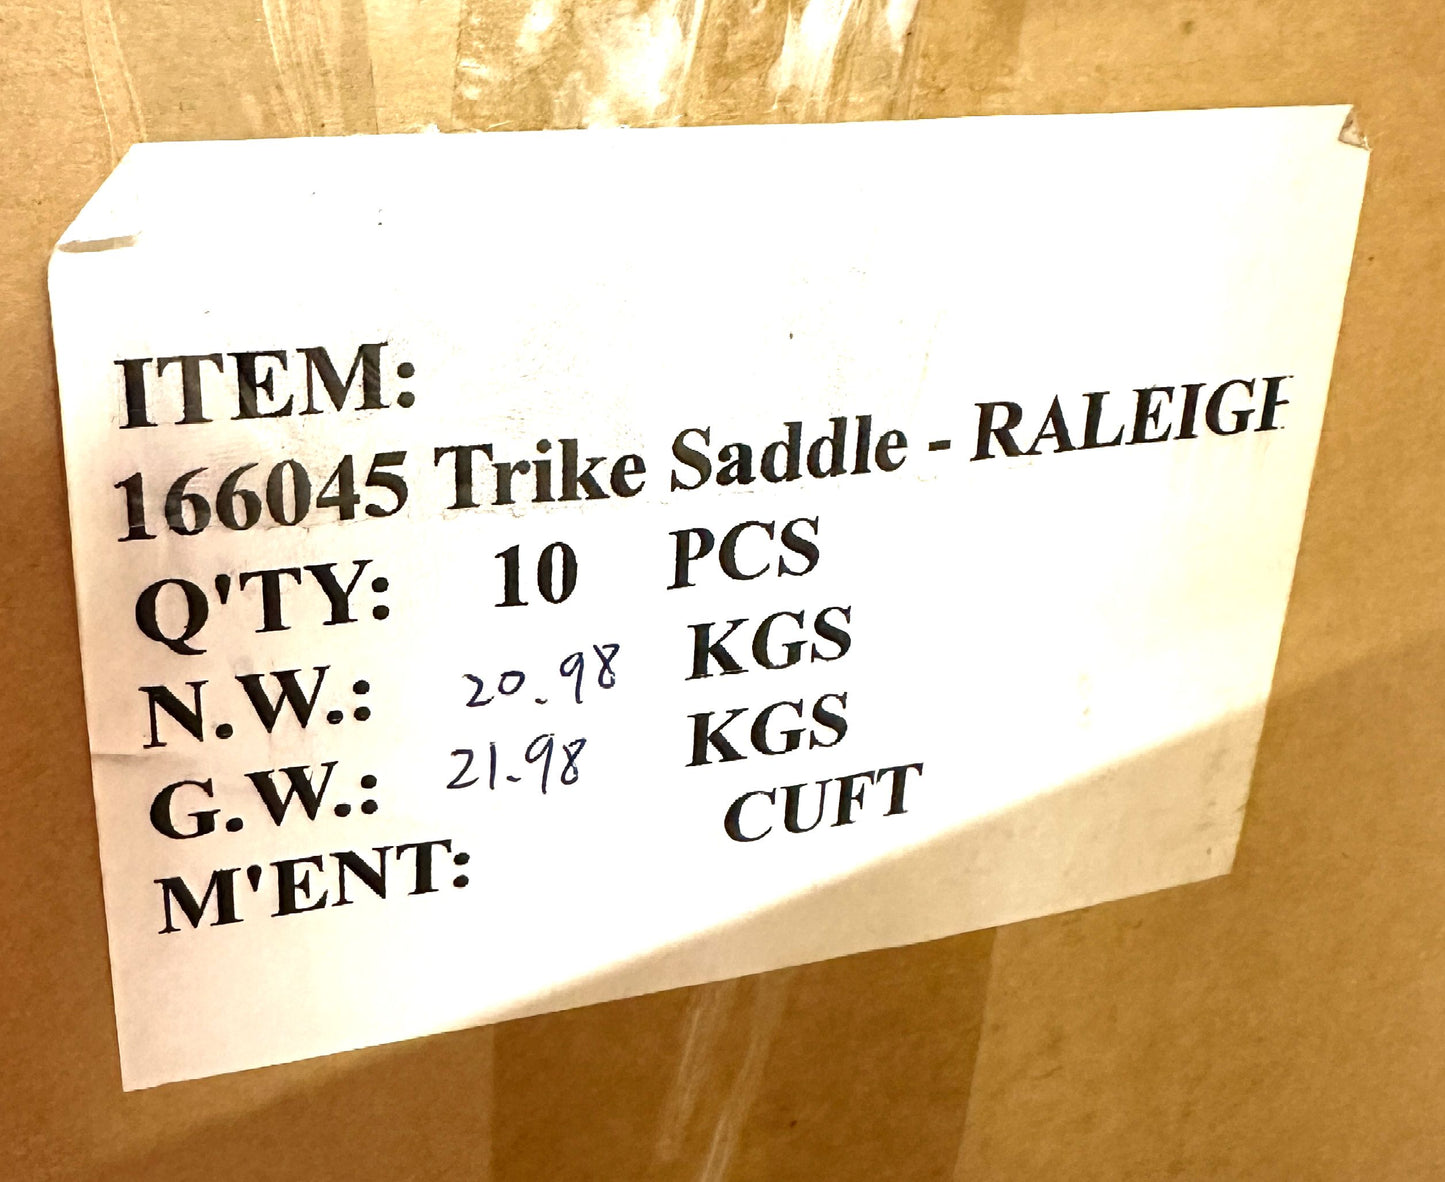 ITEM:
166045 Trike Saddle - RALEIGH
Q'TY: 10 PCS
N.W.: 20.98 KGS
G.W.: 21.98 KGS
M'ENT: CUFT